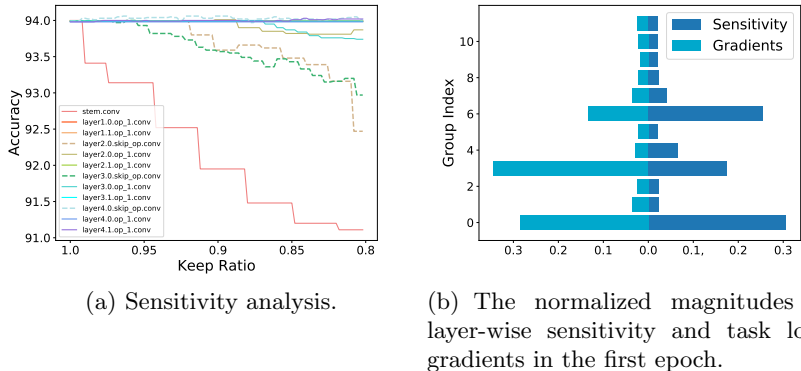 94.0
93.5
93.0
92.5
92.0
91.5
91.0
Accuracy
stem.conv
layer1.0.op_1.conv
layer1.1.op_1.conv
layer2.0.skip_op.conv
layer2.0.op_1.conv
layer2.1.op_1.conv
layer3.0.skip_op.conv
layer3.0.op_1.conv
layer3.1.op_1.conv
layer4.0.skip_op.conv
layer4.0.op_1.conv
layer4.1.op_1.conv
1.0 0.95 0.9 0.85 0.8
Keep Ratio
(a) Sensitivity analysis.
Sensitivity
Gradients
10
8
6
4
2
0
Group Index
0.3 0.2 0.1 0.0 0.1, 0.2 0.3
(b) The normalized magnitudes
layer-wise sensitivity and task lo
gradients in the first epoch.